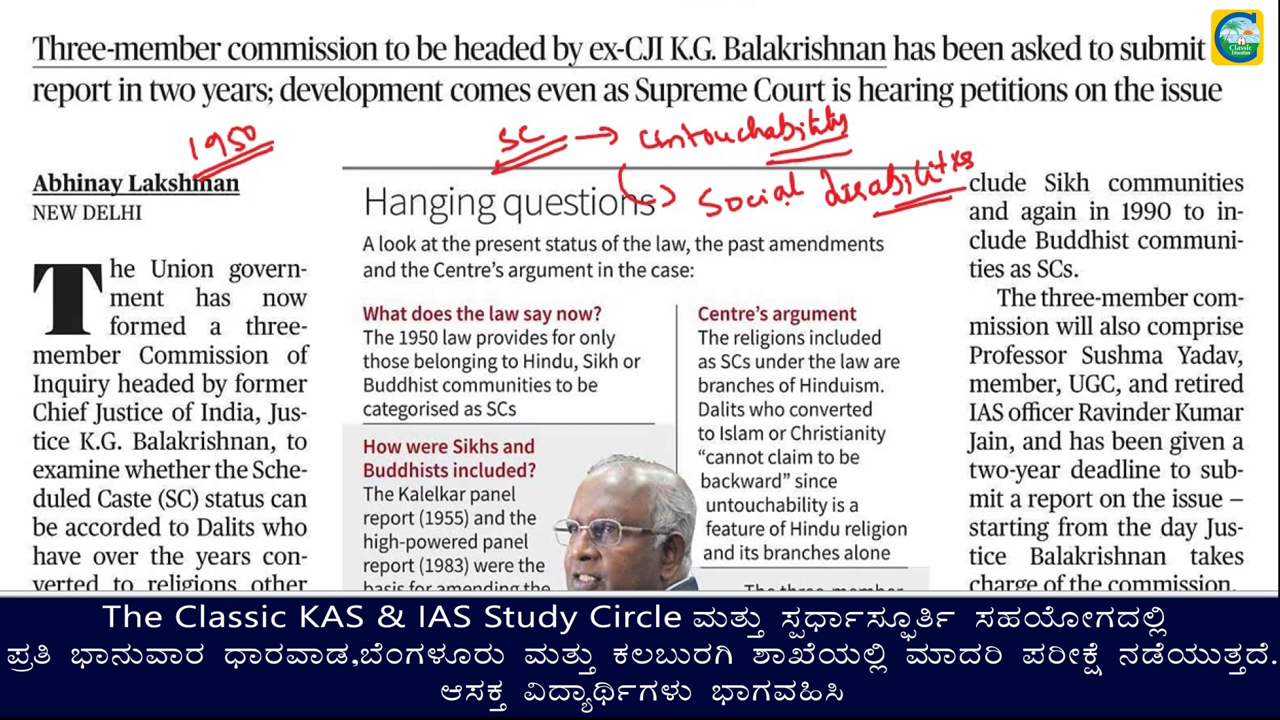 Three-member commission to be headed by ex-CJI K.G. Balakrishnan has been asked to submit
report in two years; development comes even as Supreme Court is hearing petitions on the issue
Classic
Education
1950
SC → untouchability
→ Social disabilities
Abhinay Lakshman
NEW DELHI
The Union govern-
ment has now
formed a three-
member Commission of
Inquiry headed by former
Chief Justice of India, Jus-
tice K.G. Balakrishnan, to
examine whether the Sche-
duled Caste (SC) status can
be accorded to Dalits who
have over the years con-
verted to religions other
Hanging questions
A look at the present status of the law, the past amendments
and the Centre's argument in the case:
What does the law say now?
The 1950 law provides for only
those belonging to Hindu, Sikh or
Buddhist communities to be
categorised as SCs
How were Sikhs and
Buddhists included?
The Kalelkar panel
report (1955) and the
high-powered panel
report (1983) were the
basis for amending the
Centre's argument
The religions included
as SCs under the law are
branches of Hinduism.
Dalits who converted
to Islam or Christianity
"cannot claim to be
backward" since
untouchability is a
feature of Hindu religion
and its branches alone
The three-member
clude Sikh communities
and again in 1990 to in-
clude Buddhist communi-
ties as SCs.
The three-member com-
mission will also comprise
Professor Sushma Yadav,
member, UGC, and retired
IAS officer Ravinder Kumar
Jain, and has been given a
two-year deadline to sub-
mit a report on the issue –
starting from the day Jus-
tice Balakrishnan takes
charge of the commission.
The Classic KAS & IAS Study Circle ಮತ್ತು ಸ್ಪರ್ಧಾಸ್ಫೂರ್ತಿ ಸಹಯೋಗದಲ್ಲಿ
ಪ್ರತಿ ಭಾನುವಾರ ಧಾರವಾಡ,ಬೆಂಗಳೂರು ಮತ್ತು ಕಲಬುರಗಿ ಶಾಖೆಯಲ್ಲಿ ಮಾದರಿ ಪರೀಕ್ಷೆ ನಡೆಯುತ್ತದೆ.
ಆಸಕ್ತ ವಿದ್ಯಾರ್ಥಿಗಳು ಭಾಗವಹಿಸಿ